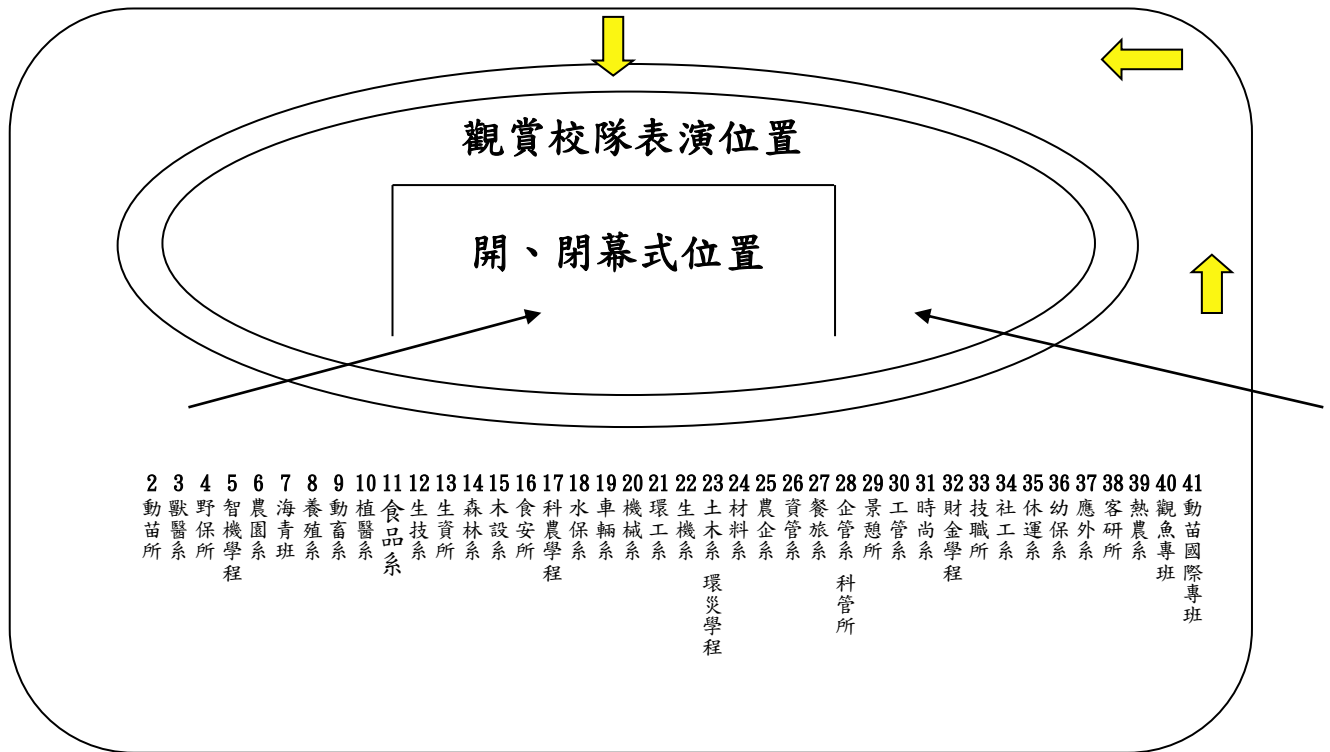 觀賞校隊表演位置
開、閉幕式位置
2 動苗所
3 獸醫系
4 野保所
5 智機學程
6 農園系
7 海青班
8 養殖系
9 動畜系
10 植醫系
11 食品系
12 生技系
13 生資所
14 森林系
15 木設系
16 食安所
17 科農學程
18 水保系
19 車輛系
20 機械系
21 環工系
22 生機系
23 土木系 環災學程
24 材料系
25 農企系
26 資管系
27 餐旅系
28 企管系 科管所
29 景憩所
30 工管系
31 時尚系
32 財金學程
33 技職所
34 社工系
35 休運系
36 幼保系
37 應外系
38 客研所
39 熱農系
40 觀魚專班
41 動苗國際專班